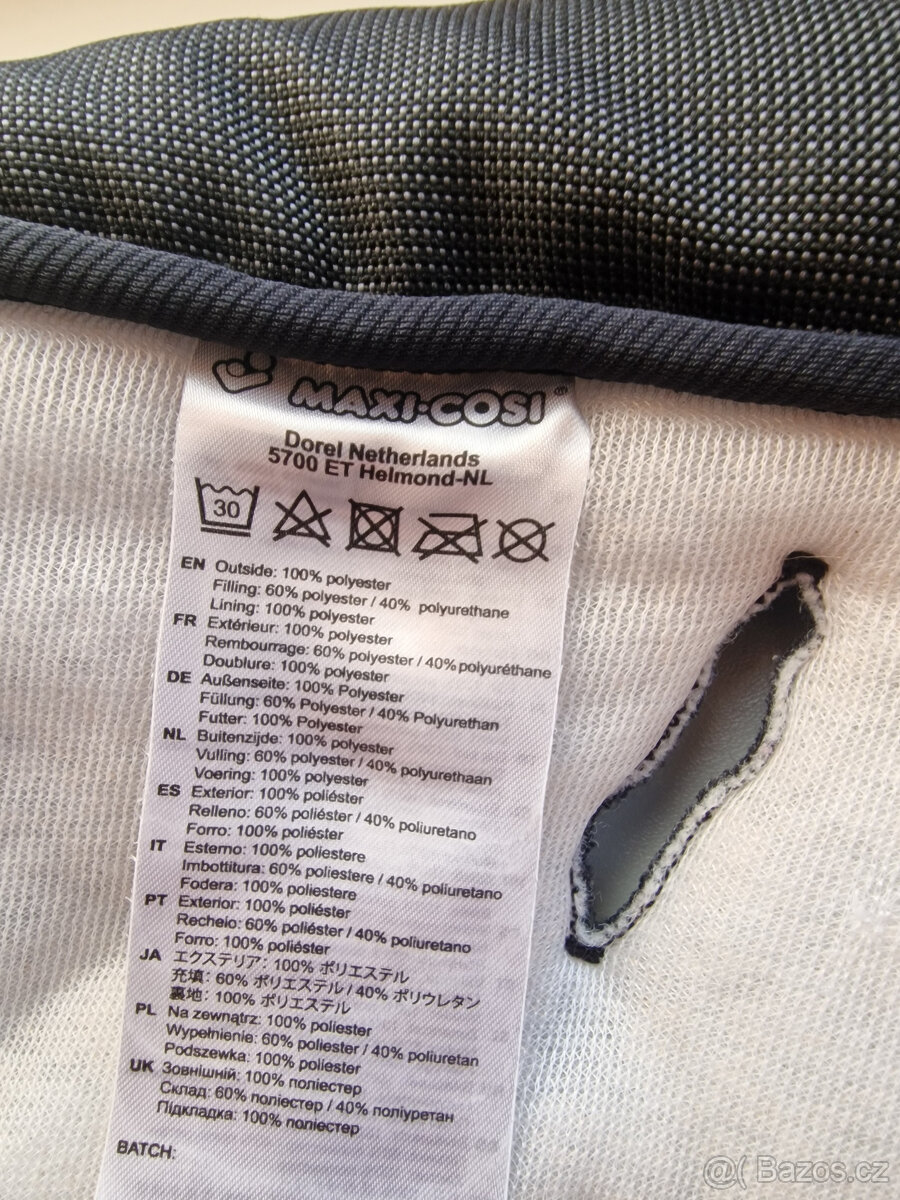 MAXI·COSI®
Dorel Netherlands
5700 ET Helmond-NL
30
EN Outside: 100% polyester
Filling: 60% polyester / 40% polyurethane
Lining: 100% polyester
FR Extérieur: 100% polyester
Rembourrage: 60% polyester / 40% polyuréthane
Doublure: 100% polyester
DE Außenseite: 100% Polyester
Füllung: 60% Polyester / 40% Polyurethan
Futter: 100% Polyester
NL Buitenzijde: 100% polyester
Vulling: 60% polyester / 40% polyurethaan
Voering: 100% polyester
ES Exterior: 100% poliéster
Relleno: 60% poliéster / 40% poliuretano
Forro: 100% poliéster
IT Esterno: 100% poliestere
Imbottitura: 60% poliestere / 40% poliuretano
Fodera: 100% poliestere
PT Exterior: 100% poliéster
Recheio: 60% poliéster / 40% poliuretano
Forro: 100% poliéster
JA エクステリア: 100% ポリエステル
充填: 60% ポリエステル / 40% ポリウレタン
裏地: 100% ポリエステル
PL Na zewnątrz: 100% poliester
Wypełnienie: 60% poliester / 40% poliuretan
Podszewka: 100% poliester
UK Зовнішній: 100% поліестер
Склад: 60% поліестер / 40% поліуретан
Підкладка: 100% поліестер
BATCH:
@( Bazos.cz